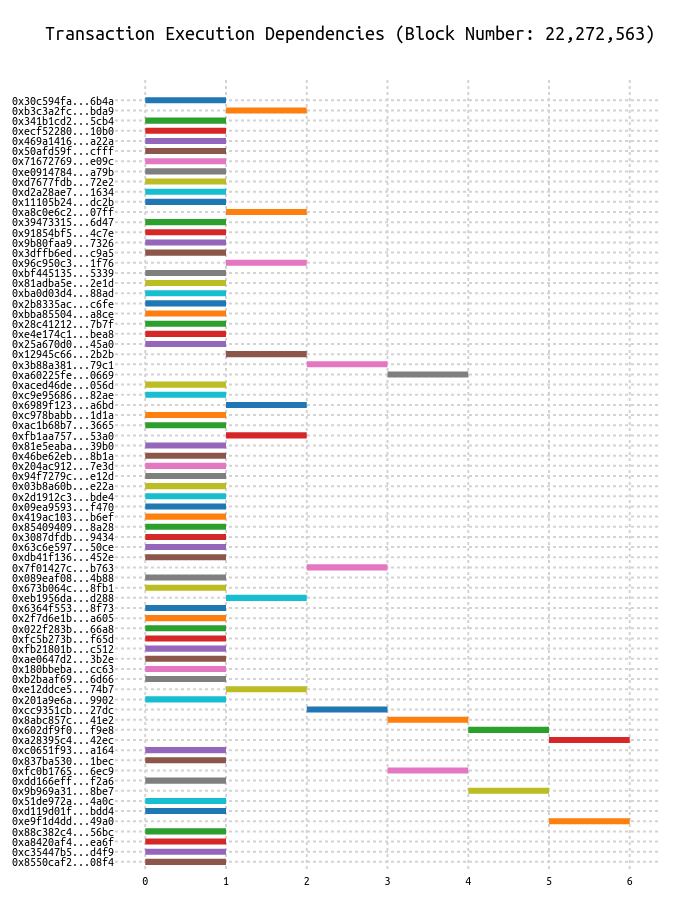 Transaction Execution Dependencies (Block Number: 22,272,563)
0x30c594fa...6b4a
0xb3c3a2fc...bda9
0x341b1cd2...5cb4
0xecf52280...10b0
0x469a1416...a22a
0x50afd59f...cfff
0x71672769...e09c
0xe0914784...a79b
0xd7677fdb...72e2
0xd2a28ae7...1634
0x11105b24...dc2b
0xa8c0e6c2...07ff
0x39473315...6d47
0x91854bf5...4c7e
0x9b80faa9...7326
0x3dffb6ed...c9a5
0x96c950c3...1f76
0xbf445135...5339
0x81adba5e...2e1d
0xba0d03d4...88ad
0x2b8335ac...c6fe
0xbba85504...a8ce
0x28c41212...7b7f
0xe4e174c1...bea8
0x25a670d0...45a0
0x12945c66...2b2b
0x3b88a381...79c1
0xa60225fe...0669
0xaced46de...056d
0xc9e95686...82ae
0x6989f123...a6bd
0xc978babb...1d1a
0xac1b68b7...3665
0xfb1aa757...53a0
0x81e5eaba...39b0
0x46be62eb...8b1a
0x204ac912...7e3d
0x94f7279c...e12d
0x03b8a60b...e22a
0x2d1912c3...bde4
0x09ea9593...f470
0x419ac103...b6ef
0x85409409...8a28
0x3087dfdb...9434
0x63c6e597...50ce
0xdb41f136...452e
0x7f01427c...b763
0x089eaf08...4b88
0x673b064c...8fb1
0xeb1956da...d288
0x6364f553...8f73
0x2f7d6e1b...a605
0x022f283b...66a8
0xfc5b273b...f65d
0xfb21801b...c512
0xae0647d2...3b2e
0x180bbeba...cc63
0xb2baaf69...6d66
0xe12ddce5...74b7
0x201a9e6a...9902
0xcc9351cb...27dc
0x8abc857c...41e2
0x602df9f0...f9e8
0xa28395c4...42ec
0xc0651f93...a164
0x837ba530...1bec
0xfc0b1765...6ec9
0xdd166eff...f2a6
0x9b969a31...8be7
0x51de972a...4a0c
0xd119d01f...bdd4
0xe9f1d4dd...49a0
0x88c382c4...56bc
0xa8420af4...ea6f
0xc35447b5...d4f9
0x8550caf2...08f4
0 1 2 3 4 5 6